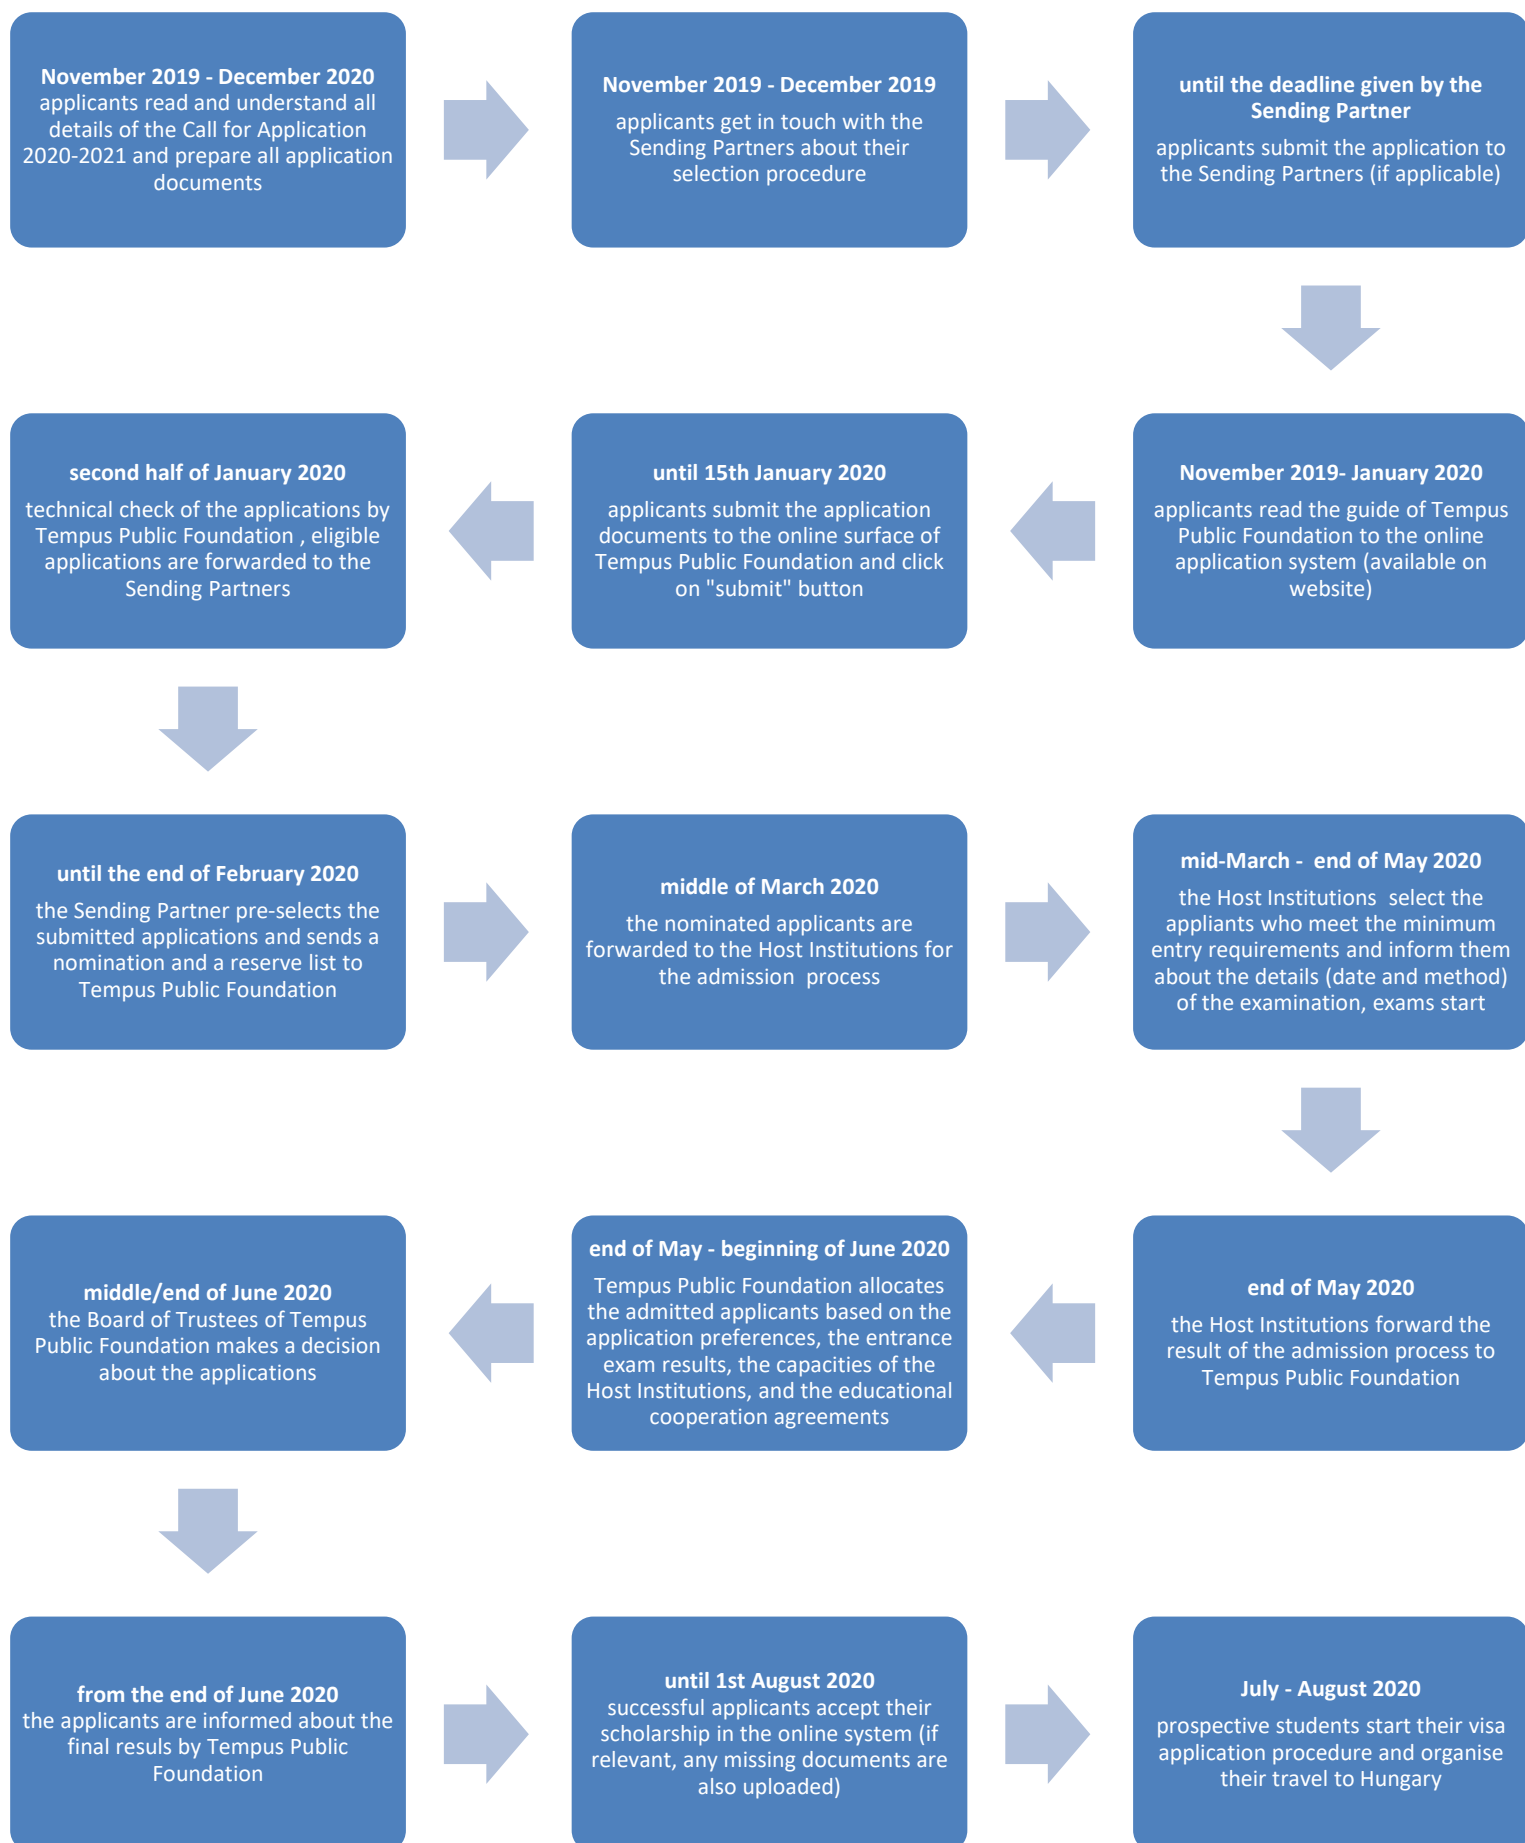 November 2019 - December 2020
applicants read and understand all
details of the Call for Application
2020-2021 and prepare all application
documents
November 2019 - December 2019
applicants get in touch with the
Sending Partners about their
selection procedure
until the deadline given by the
Sending Partner
applicants submit the application to
the Sending Partners (if applicable)
November 2019- January 2020
applicants read the guide of Tempus
Public Foundation to the online
application system (available on
website)
until 15th January 2020
applicants submit the application
documents to the online surface of
Tempus Public Foundation and click
on "submit" button
second half of January 2020
technical check of the applications by
Tempus Public Foundation , eligible
applications are forwarded to the
Sending Partners
until the end of February 2020
the Sending Partner pre-selects the
submitted applications and sends a
nomination and a reserve list to
Tempus Public Foundation
middle of March 2020
the nominated applicants are
forwarded to the Host Institutions for
the admission  process
mid-March -  end of May 2020
the Host Institutions  select the
appliants who meet the minimum
entry requirements and inform them
about the details (date and method)
of the examination, exams start
end of May 2020
the Host Institutions forward the
result of the admission process to
Tempus Public Foundation
end of May - beginning of June 2020
Tempus Public Foundation allocates
the admitted applicants based on the
application preferences, the entrance
exam results, the capacities of the
Host Institutions, and the educational
cooperation agreements
middle/end of June 2020
the Board of Trustees of Tempus
Public Foundation makes a decision
about the applications
from the end of June 2020
the applicants are informed about the
final resuls by Tempus Public
Foundation
until 1st August 2020
successful applicants accept their
scholarship in the online system (if
relevant, any missing documents are
also uploaded)
July - August 2020
prospective students start their visa
application procedure and organise
their travel to Hungary